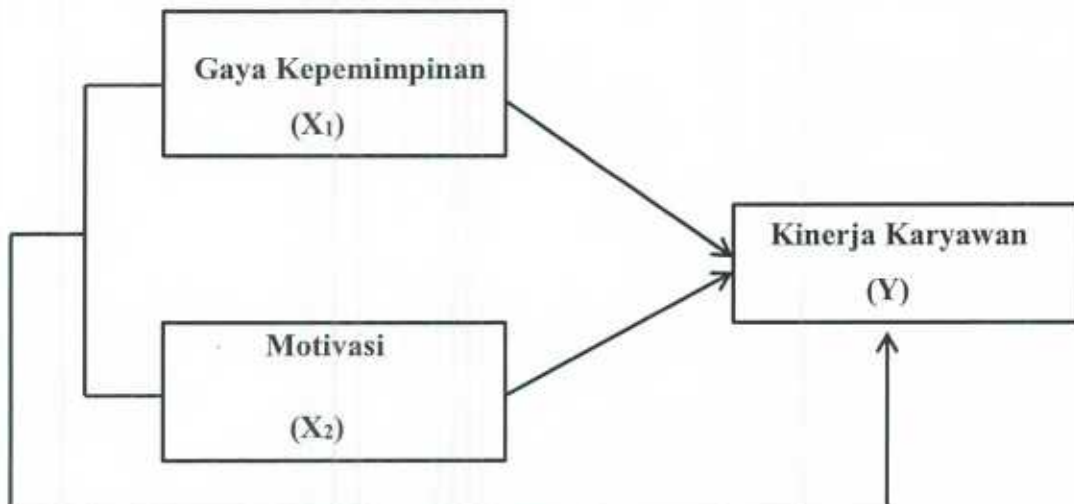 Gaya Kepemimpinan
(X₁)
Kinerja Karyawan
(Y)
Motivasi
(X₂)